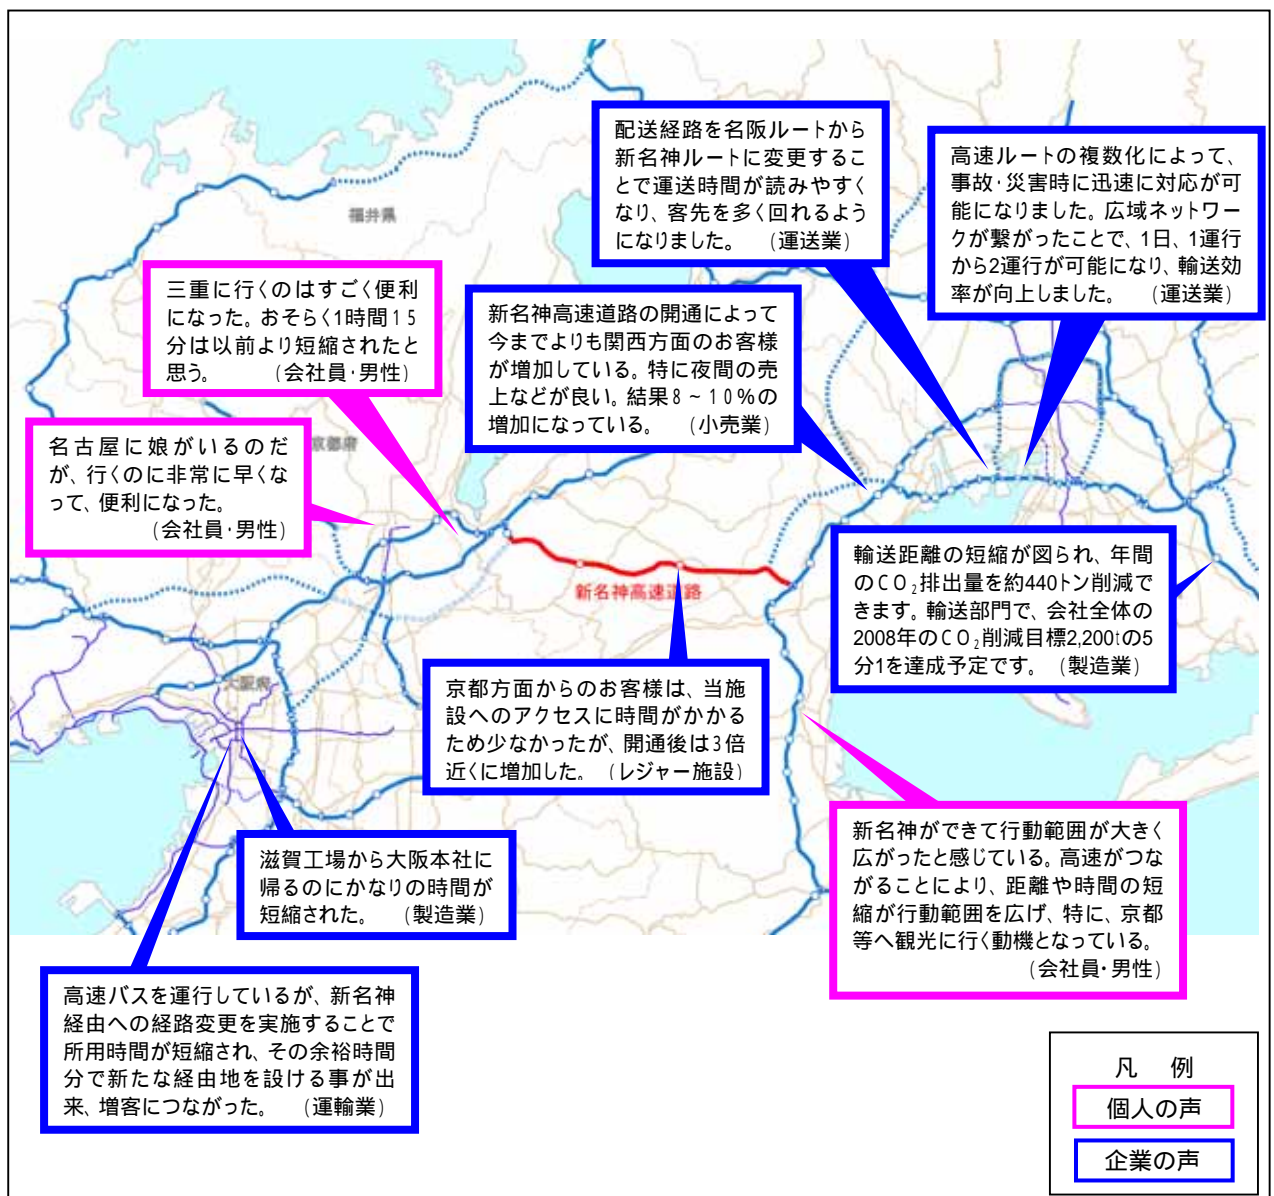 配送経路を名阪ルートから
新名神ルートに変更するこ
とで運送時間が読みやすく
なり、客先を多く回れるよう
になりました。 (運送業)
高速ルートの複数化によって、
事故・災害時に迅速に対応が可
能になりました。広域ネットワー
クが繋がったことで、1日、1運行
から2運行が可能になり、輸送効
率が向上しました。 (運送業)
福井県
三重に行くのはすごく便利
になった。おそらく1時間15
分は以前より短縮されたと
思う。 (会社員・男性)
新名神高速道路の開通によって
今までよりも関西方面のお客様
が増加している。特に夜間の売
上などが良い。結果8~10%の
増加になっている。 (小売業)
名古屋に娘がいるのだ
が、行くのに非常に早くな
って、便利になった。
(会社員・男性)
京都府
新名神高速道路
輸送距離の短縮が図られ、年間
のCO2排出量を約440トン削減で
きます。輸送部門で、会社全体の
2008年のCO2削減目標2,200tの5
分1を達成予定です。 (製造業)
大阪府
京都方面からのお客様は、当施
設へのアクセスに時間がかかる
ため少なかったが、開通後は3倍
近くに増加した。 (レジャー施設)
滋賀工場から大阪本社に
帰るのにかなりの時間が
短縮された。 (製造業)
新名神ができて行動範囲が大きく
広がったと感じている。高速がつな
がることにより、距離や時間の短
縮が行動範囲を広げ、特に、京都
等へ観光に行く動機となっている。
(会社員・男性)
高速バスを運行しているが、新名神
経由への経路変更を実施することで
所用時間が短縮され、その余裕時間
分で新たな経由地を設ける事が出
来、増客につながった。 (運輸業)
凡 例
個人の声
企業の声